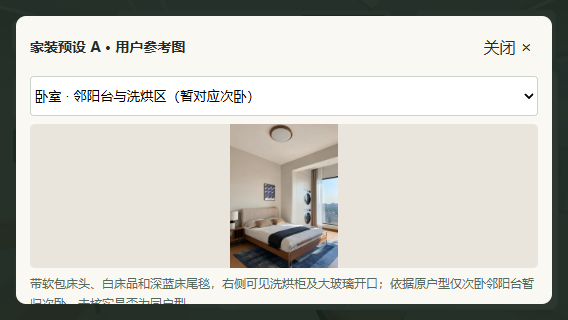 家装预设 A • 用户参考图
关闭 ×
卧室 · 邻阳台与洗烘区（暂对应次卧）
带软包床头、白床品和深蓝床尾毯，右侧可见洗烘柜及大玻璃开口；依据原户型仅次卧邻阳台暂